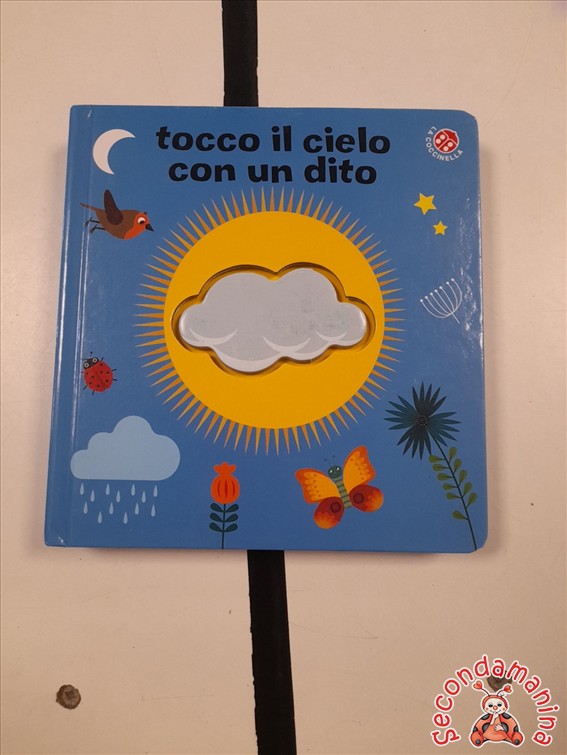 tocco il cielo
con un dito
LA COCCINELLA
Secondamanina